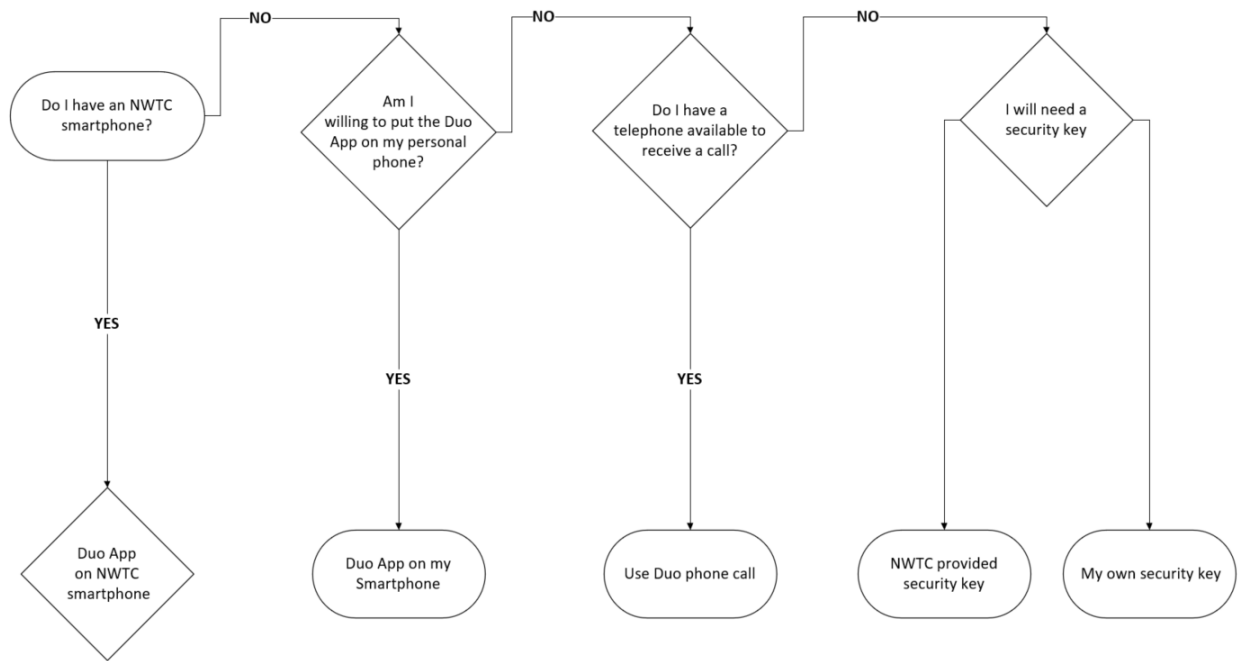 NO
NO
NO
Do I have an NWTC
smartphone?
Am I
willing to put the Duo
App on my personal
phone?
Do I have a
telephone available to
receive a call?
I will need a
security key
YES
YES
YES
Duo App
on NWTC
smartphone
Duo App on my
Smartphone
Use Duo phone call
NWTC provided
security key
My own security key